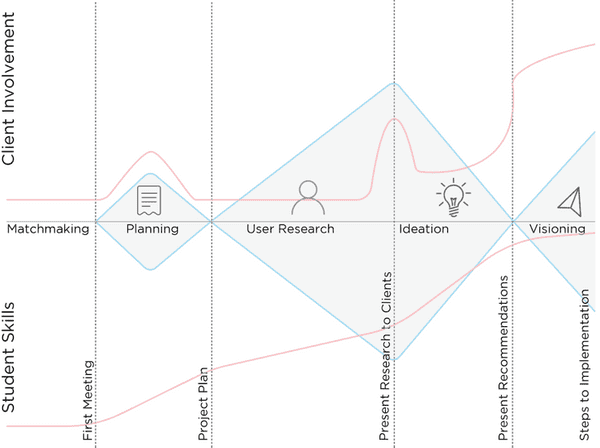 Client Involvement
Matchmaking
Planning
User Research
Ideation
Visioning
Student Skills
First Meeting
Project Plan
Present Research to Clients
Present Recommendations
Steps to Implementation